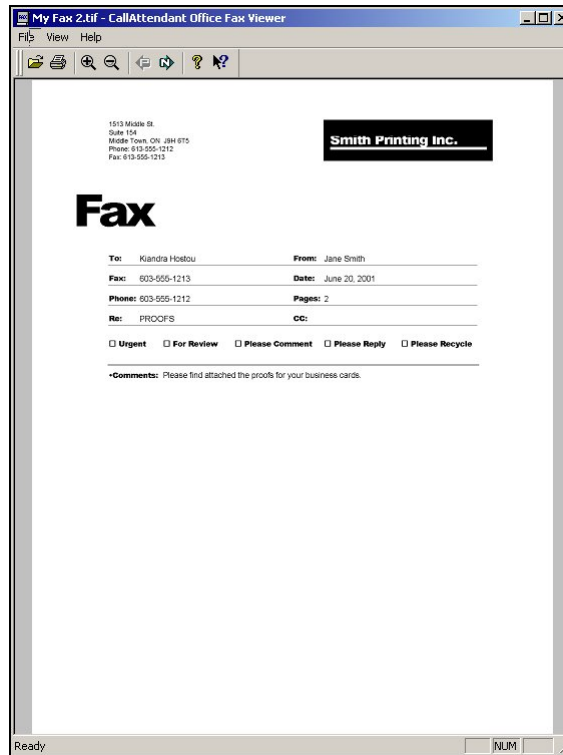 My Fax 2.tif - CallAttendant Office Fax Viewer
File View Help
1513 Middle St.
Suite 154
Middle Town, ON J9H 6T5
Phone: 613-555-1212
Fax: 613-555-1213
Smith Printing Inc.
Fax
To: Kiandra Hostou From: Jane Smith
Fax: 603-555-1213 Date: June 20, 2001
Phone: 603-555-1212 Pages: 2
Re: PROOFS CC:
Urgent For Review Please Comment Please Reply Please Recycle
•Comments: Please find attached the proofs for your business cards.
Ready NUM